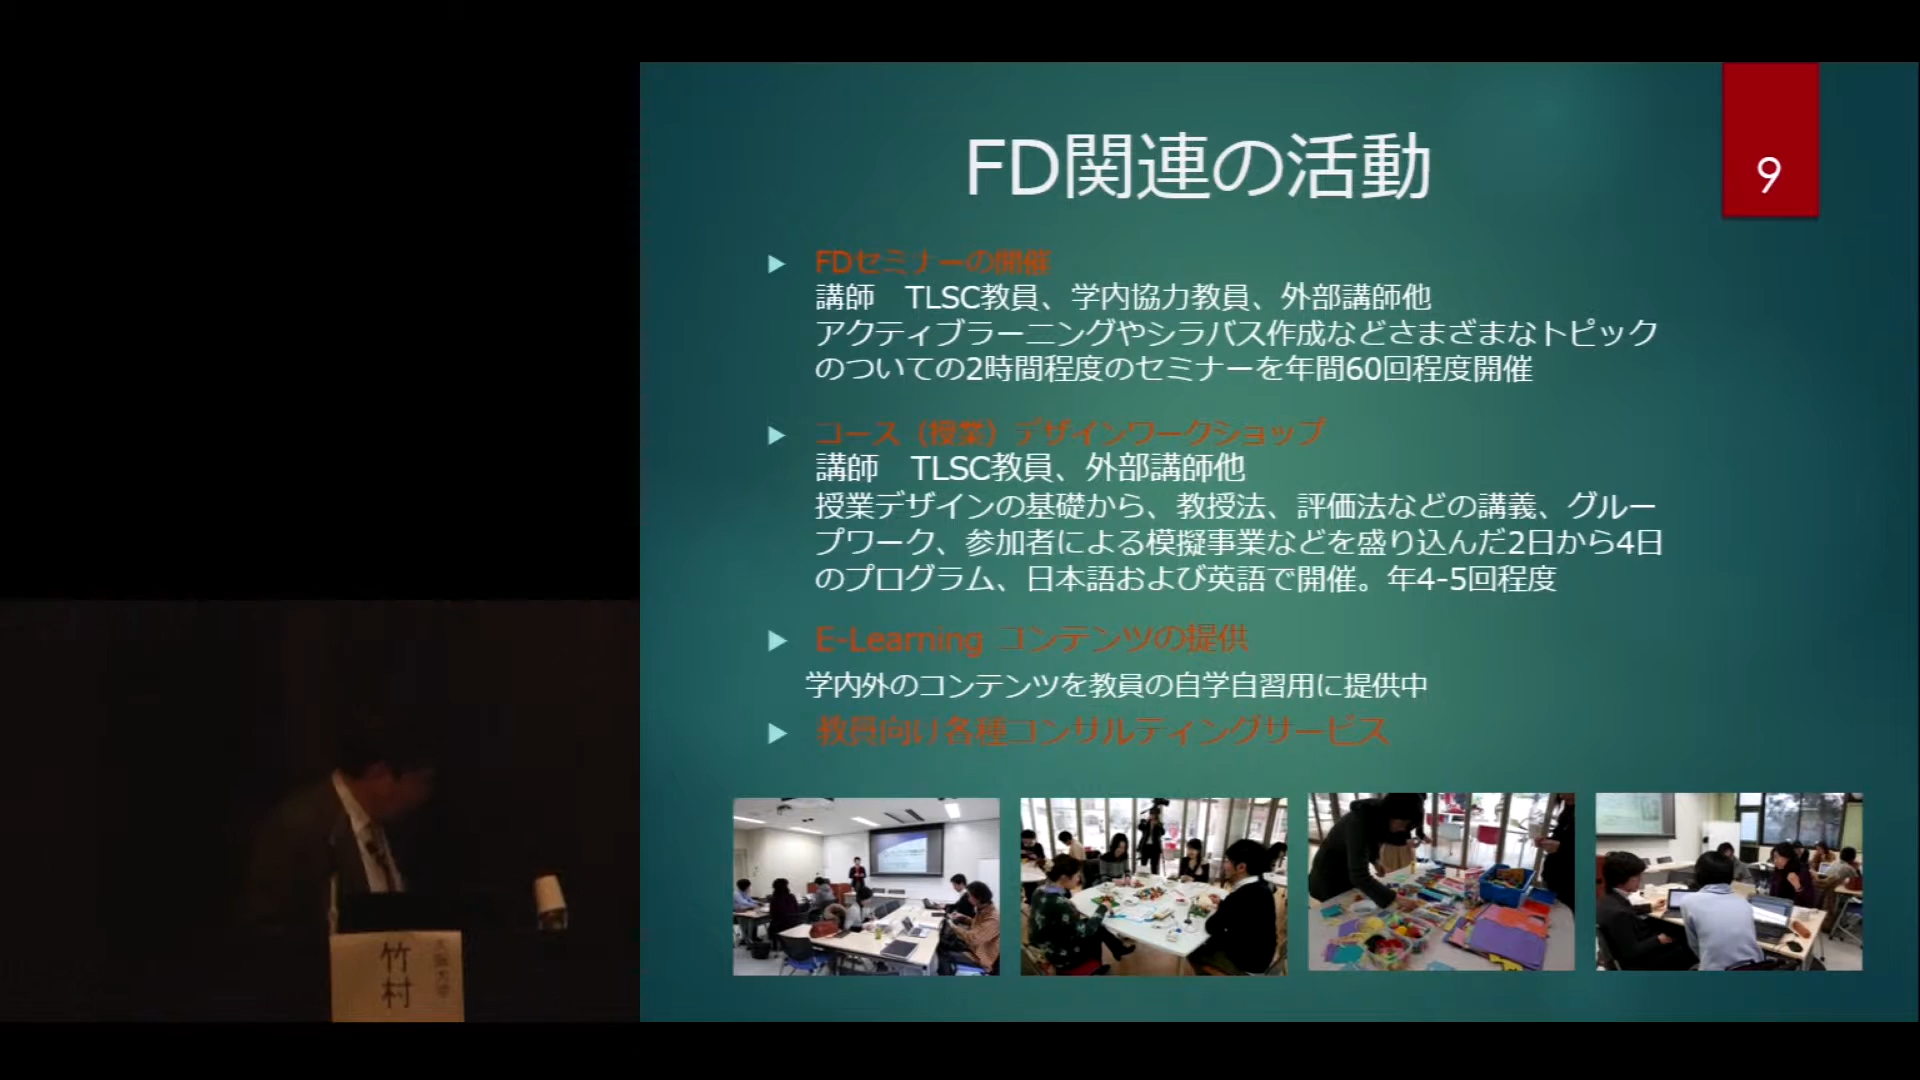 FD関連の活動
9
FDセミナーの開催
講師　TLSC教員、学内協力教員、外部講師他
アクティブラーニングやシラバス作成などさまざまなトピック
のついての2時間程度のセミナーを年間60回程度開催
コース（授業）デザインワークショップ
講師　TLSC教員、外部講師他
授業デザインの基礎から、教授法、評価法などの講義、グルー
プワーク、参加者による模擬事業などを盛り込んだ2日から4日
のプログラム、日本語および英語で開催。年4-5回程度
E-Learning コンテンツの提供
学内外のコンテンツを教員の自学自習用に提供中
教員向け各種コンサルティングサービス
大阪大学
竹村